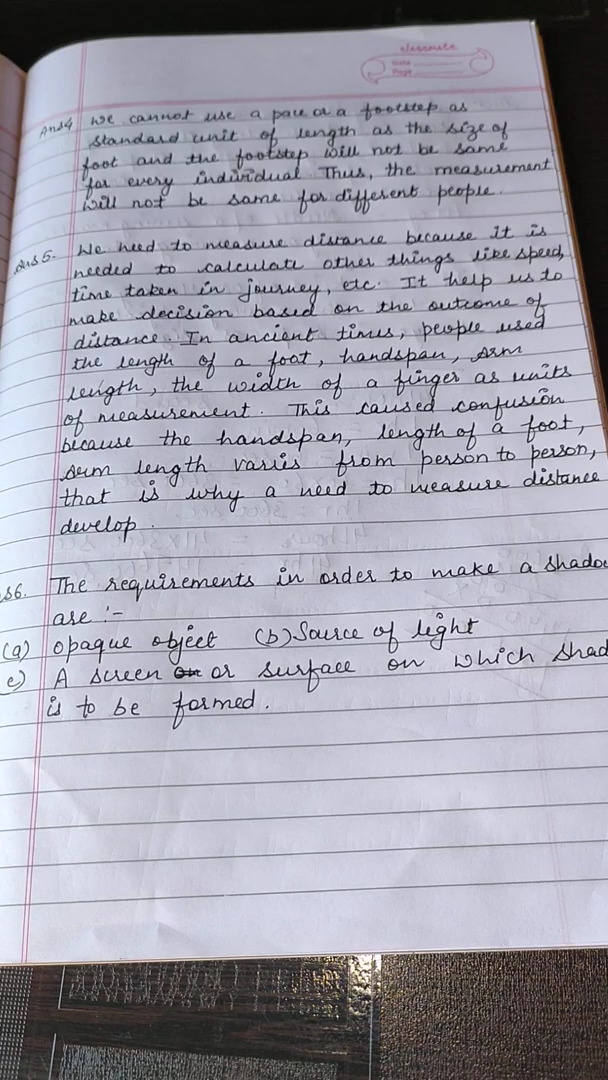 classmate
Date
Page
Ans4 We cannot use a pace or a footstep as
standard unit of length as the size of
foot and the footstep will not be same
for every individual Thus, the measurement
will not be same for different people.
Ans 5- We need to measure distance because it is
needed to calculate other things like speed,
time taken in journey, etc. It help us to
make decision based on the outcome of
distance. In ancient times, people used
the length of a foot, handspan, arm
length, the width of a finger as units
of measurement. This caused confusion
because the handspan, length of a foot,
arm length varies from person to person,
that is why a need to measure distance
develop.
s6. The requirements in order to make a shadow
are :-
(a) opaque object (b) Source of light
c) A screen or or surface on which shad
is to be formed.